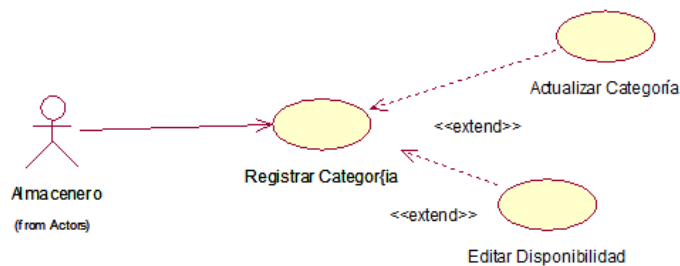 Actualizar Categoría
<<extend>>
Registrar Categor{ia
Almacenero
(from Actors)
<<extend>>
Editar Disponibilidad